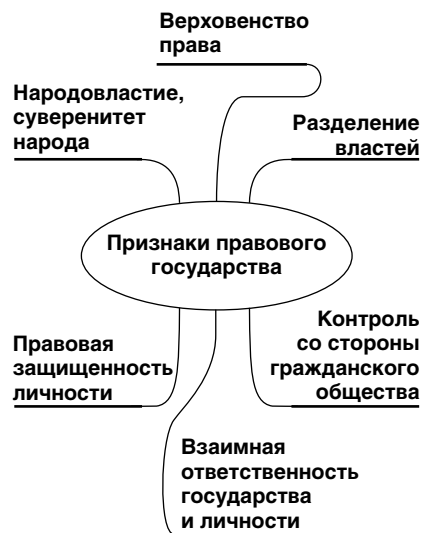 Верховенство
права
Народовластие,
суверенитет
народа
Разделение
властей
Признаки правового
государства
Правовая
защищенность
личности
Контроль
со стороны
гражданского
общества
Взаимная
ответственность
государства
и личности